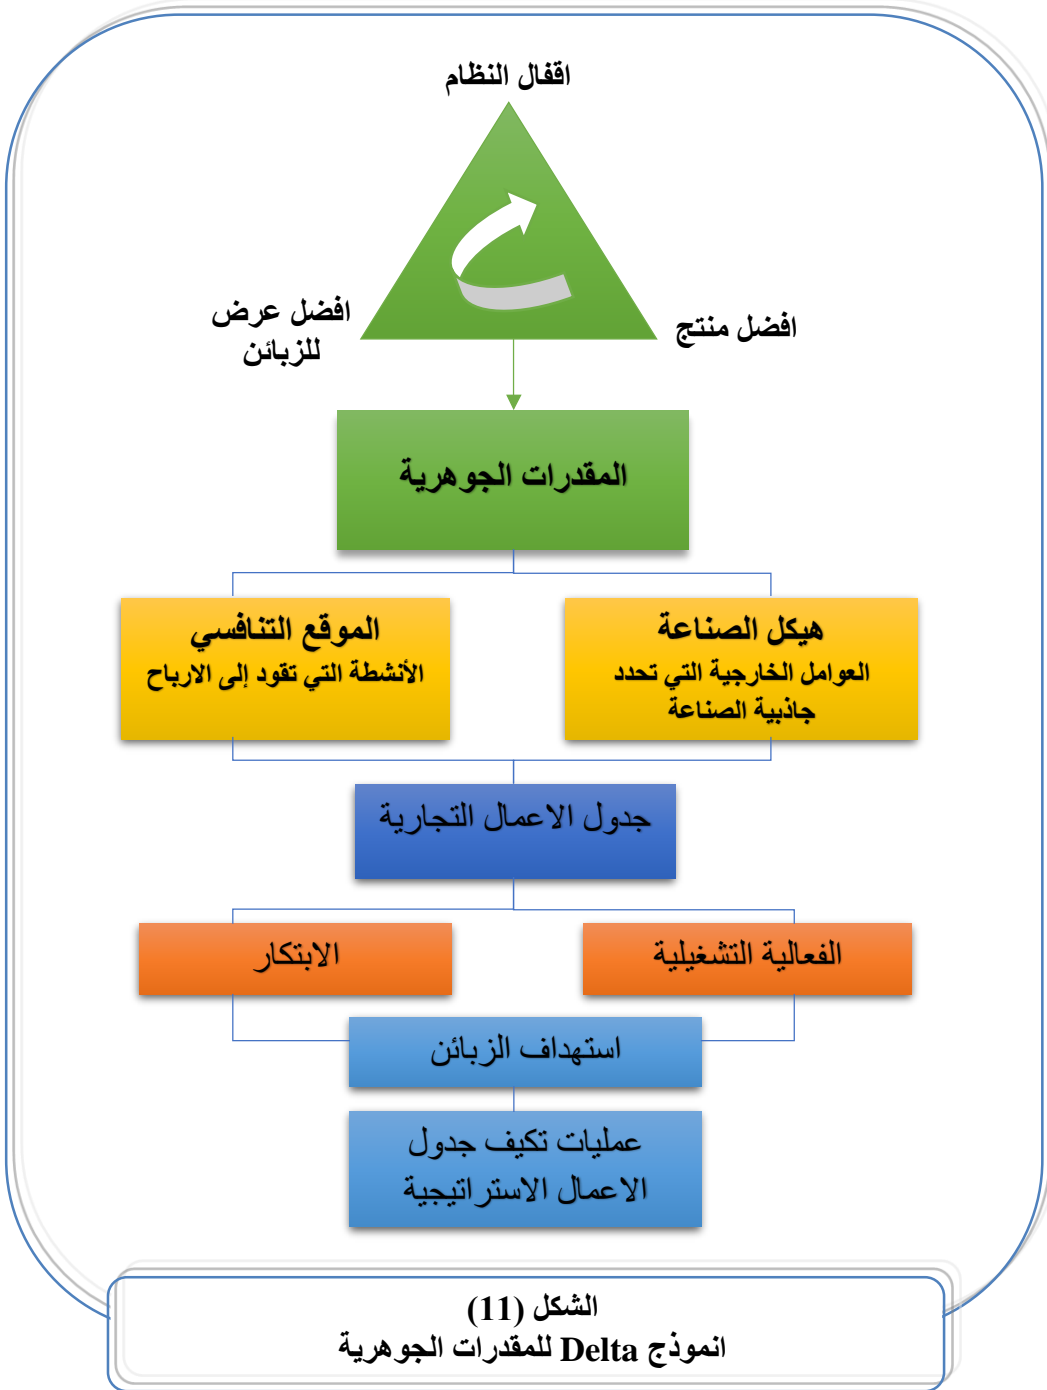 اقفال النظام
افضل منتج
افضل عرض
للزبائن
المقدرات الجوهرية
هيكل الصناعة
العوامل الخارجية التي تحدد
جاذبية الصناعة
الموقع التنافسي
الأنشطة التي تقود إلى الارباح
جدول الاعمال التجارية
الفعالية التشغيلية
الابتكار
استهداف الزبائن
عمليات تكيف جدول
الاعمال الاستراتيجية
الشكل (11)
انموذج Delta للمقدرات الجوهرية